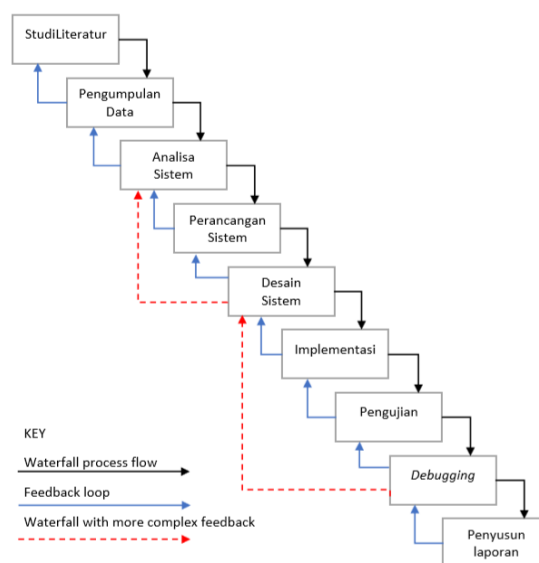 StudiLiteratur
Pengumpulan
Data
Analisa
Sistem
Perancangan
Sistem
Desain
Sistem
Implementasi
Pengujian
Debugging
Penyusun
laporan
KEY
Waterfall process flow
Feedback loop
Waterfall with more complex feedback